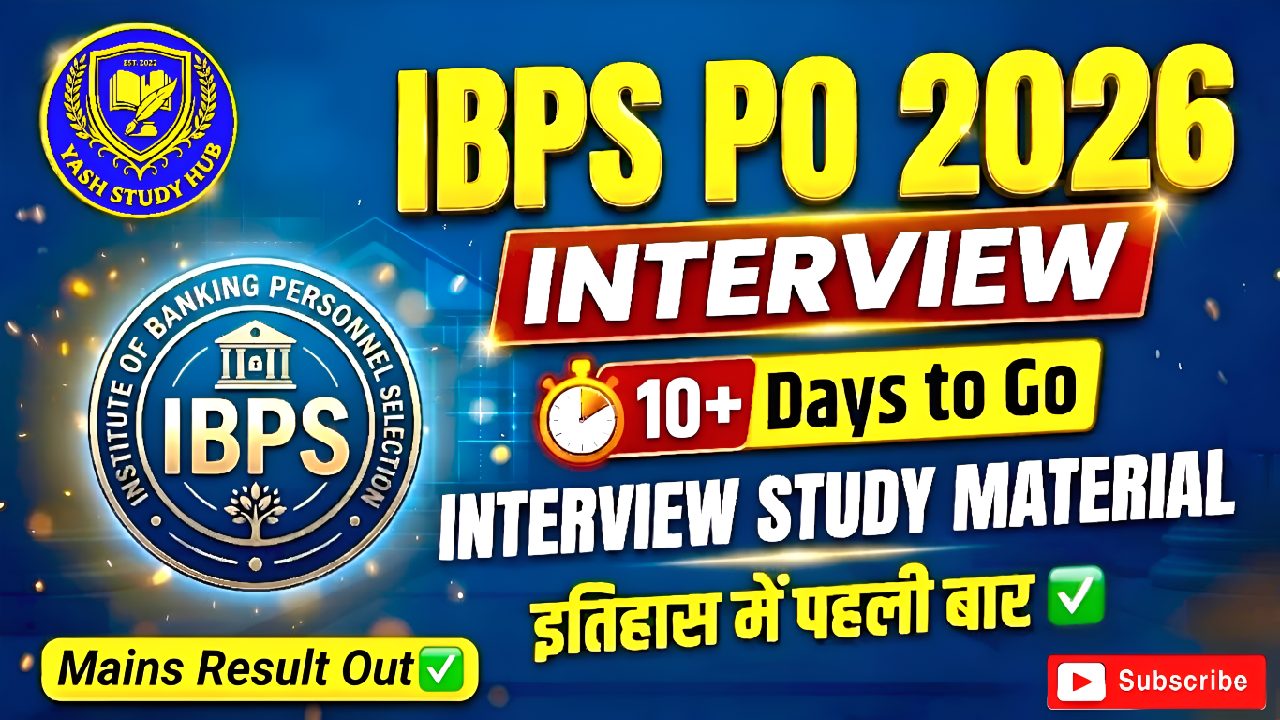 EST. 2022
YASH STUDY HUB
IBPS PO 2026
INTERVIEW
10+ Days to Go
INSTITUTE OF BANKING PERSONNEL SELECTION
IBPS
INTERVIEW STUDY MATERIAL
इतिहास में पहली बार ✅
Mains Result Out✅
Subscribe